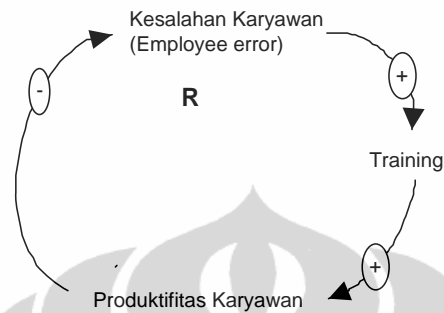 Kesalahan Karyawan
(Employee error)
-
+
R
Training
+
Produktifitas Karyawan